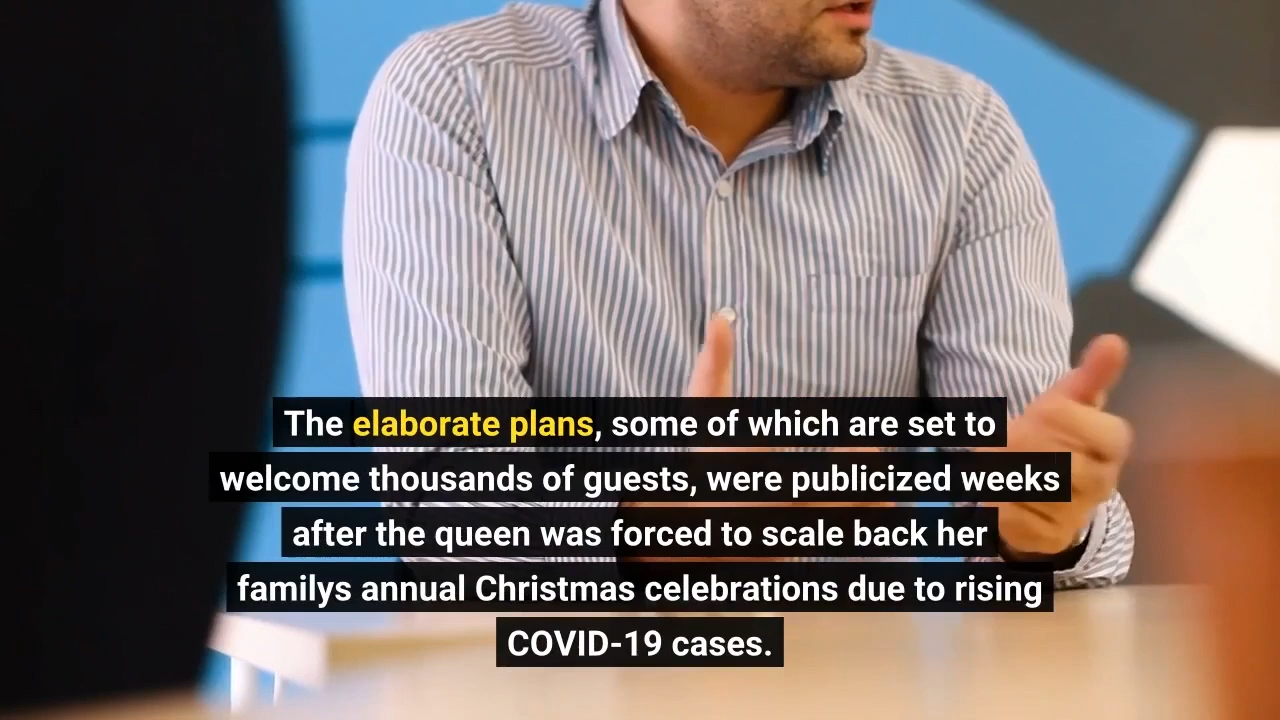 The elaborate plans, some of which are set to
welcome thousands of guests, were publicized weeks
after the queen was forced to scale back her
familys annual Christmas celebrations due to rising
COVID-19 cases.